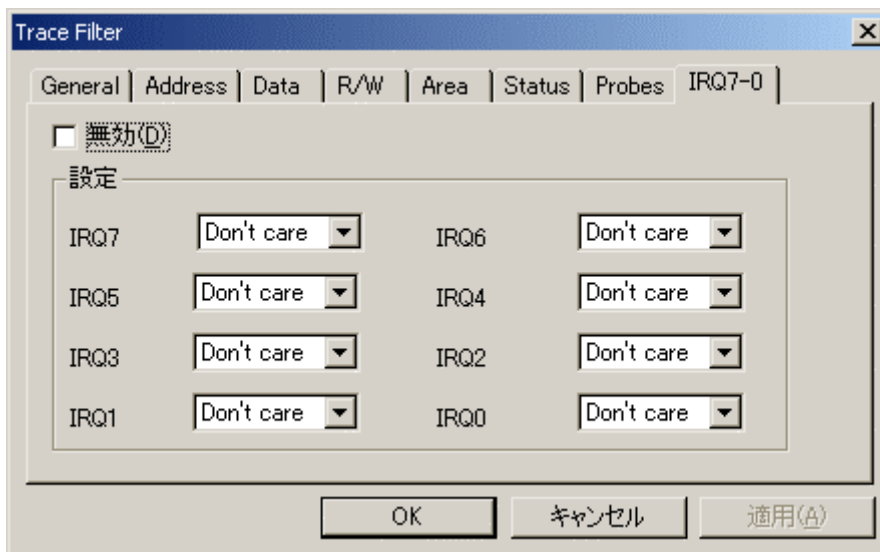 Trace Filter
General Address Data R/W Area Status Probes IRQ7-0
無効(D)
設定
IRQ7 Don't care IRQ6 Don't care
IRQ5 Don't care IRQ4 Don't care
IRQ3 Don't care IRQ2 Don't care
IRQ1 Don't care IRQ0 Don't care
OK キャンセル 適用(A)